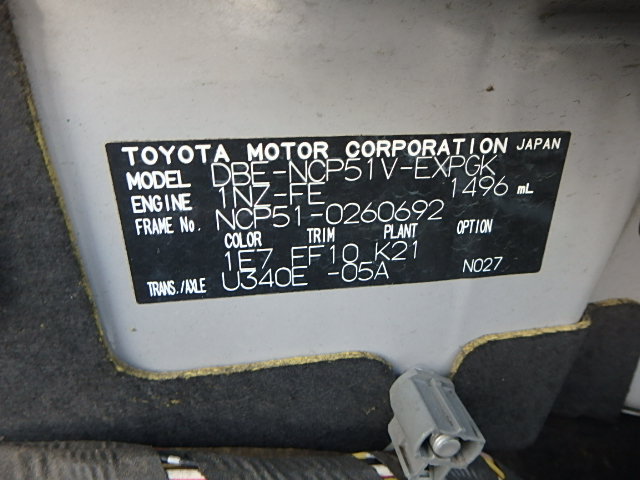 TOYOTA MOTOR CORPORATION JAPAN
MODEL DBE-NCP51V-EXPGK
ENGINE 1NZ-FE 1496 mL
FRAME No. NCP51-0260692
COLOR TRIM PLANT OPTION
1E7 FF10 K21
TRANS./AXLE U340E -05A N027